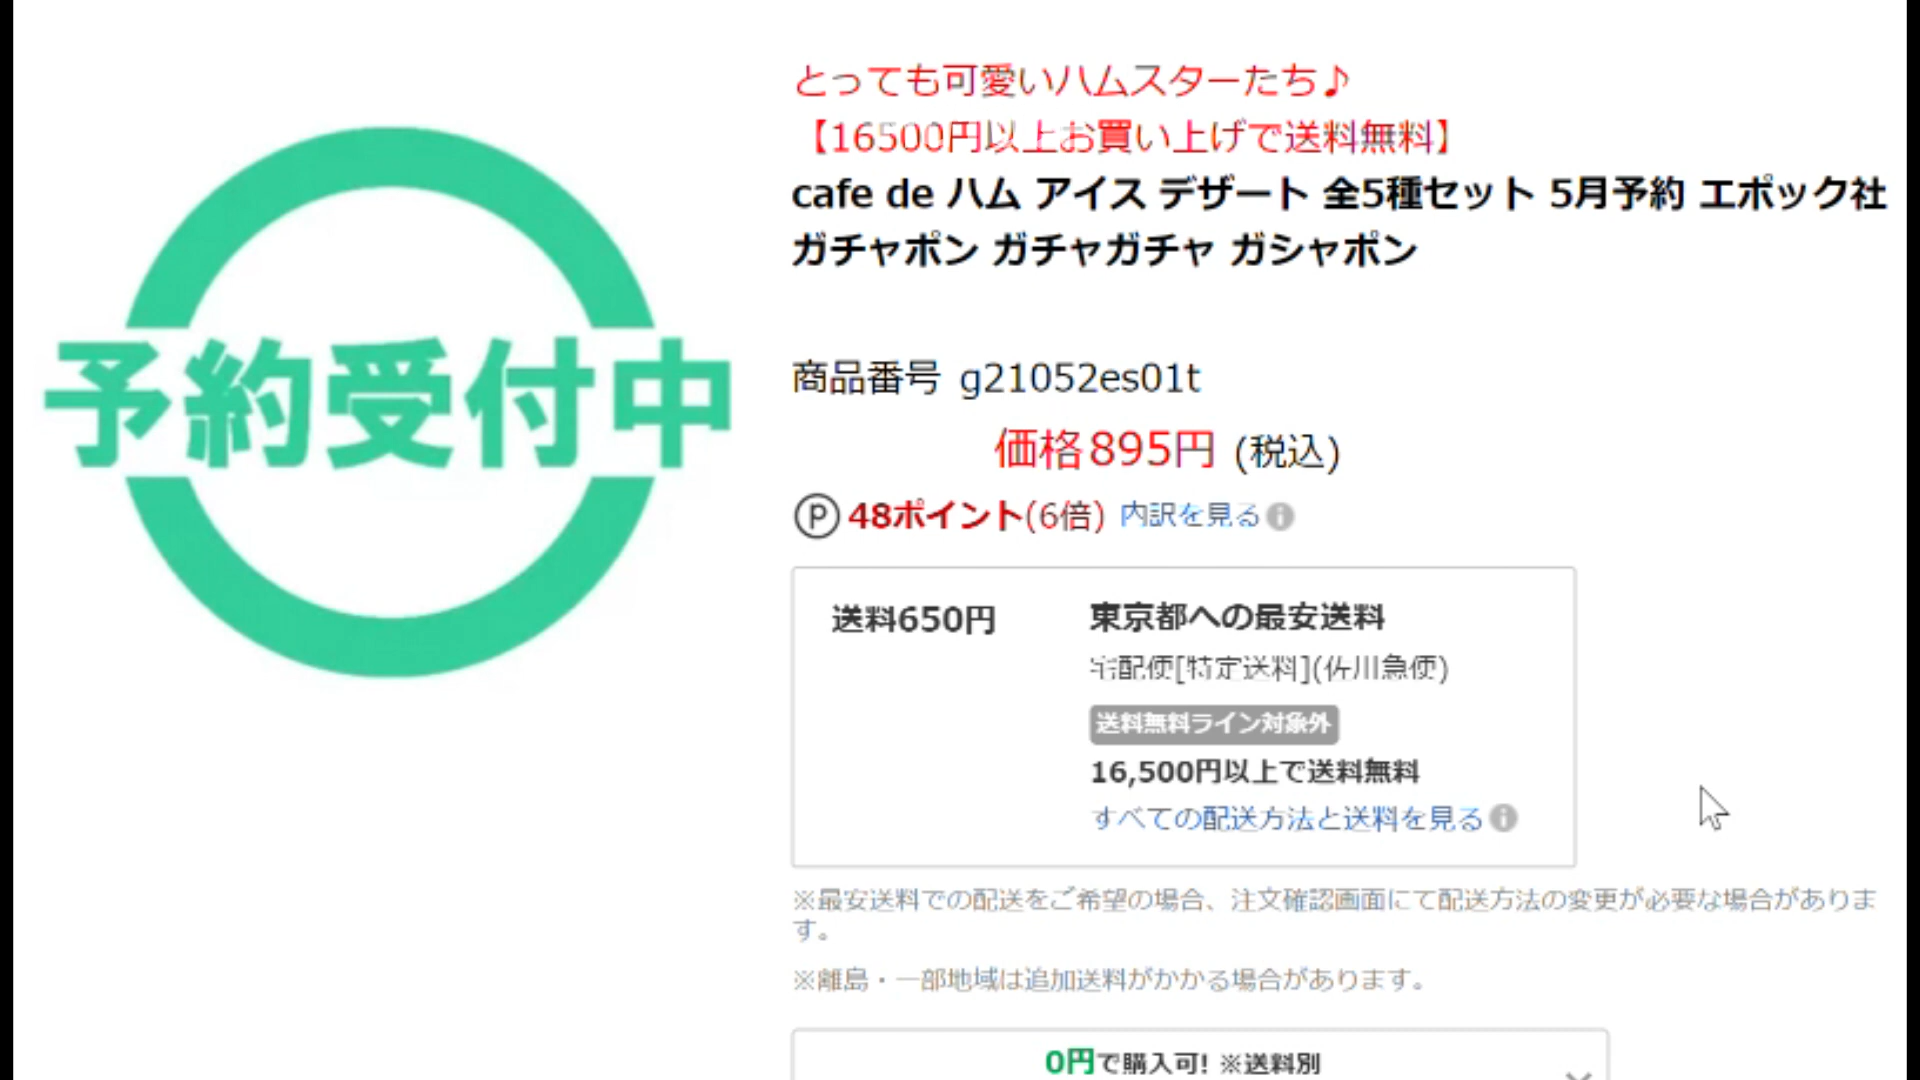 とっても可愛いハムスターたち♪
【16500円以上お買い上げで送料無料】
cafe de ハム アイス デザート 全5種セット 5月予約 エポック社
ガチャポン ガチャガチャ ガシャポン
予約受付中
商品番号 g21052es01t
価格895円 (税込)
P 48ポイント(6倍) 内訳を見る i
送料650円
東京都への最安送料
宅配便[特定送料](佐川急便)
送料無料ライン対象外
16,500円以上で送料無料
すべての配送方法と送料を見る i
※最安送料での配送をご希望の場合、注文確認画面にて配送方法の変更が必要な場合がありま
す。
※離島・一部地域は追加送料がかかる場合があります。
0円で購入可! ※送料別